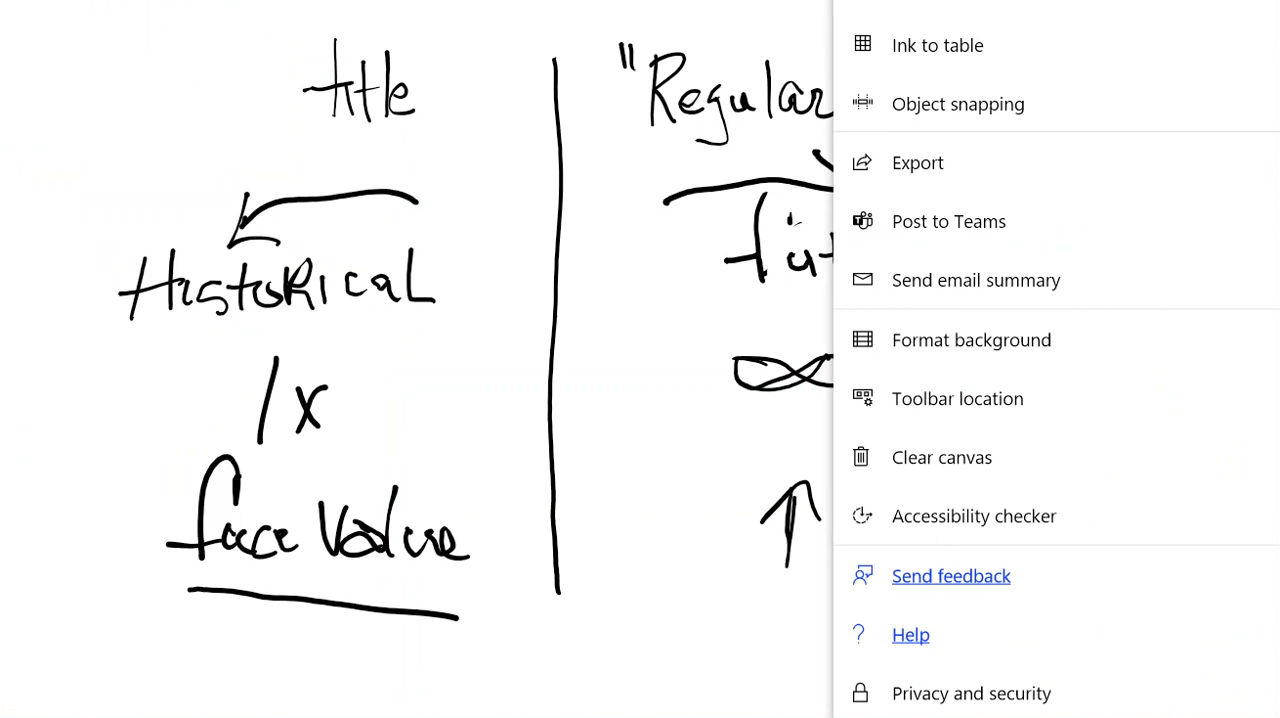 title
Historical
1x
face Value
"Regular
fut
Ink to table
Object snapping
Export
Post to Teams
Send email summary
Format background
Toolbar location
Clear canvas
Accessibility checker
Send feedback
Help
Privacy and security